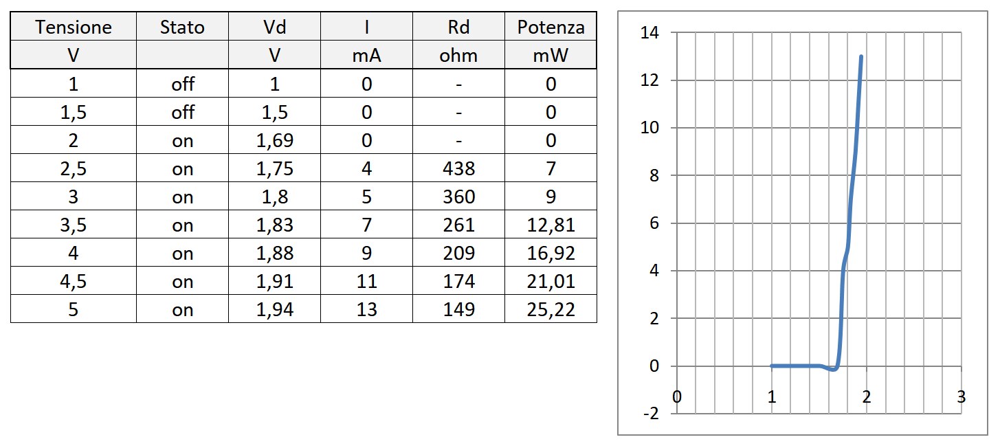 Tensione Stato Vd I Rd Potenza
V V mA ohm mW
1 off 1 0 - 0
1,5 off 1,5 0 - 0
2 on 1,69 0 - 0
2,5 on 1,75 4 438 7
3 on 1,8 5 360 9
3,5 on 1,83 7 261 12,81
4 on 1,88 9 209 16,92
4,5 on 1,91 11 174 21,01
5 on 1,94 13 149 25,22
14
12
10
8
6
4
2
0
0 1 2 3
-2